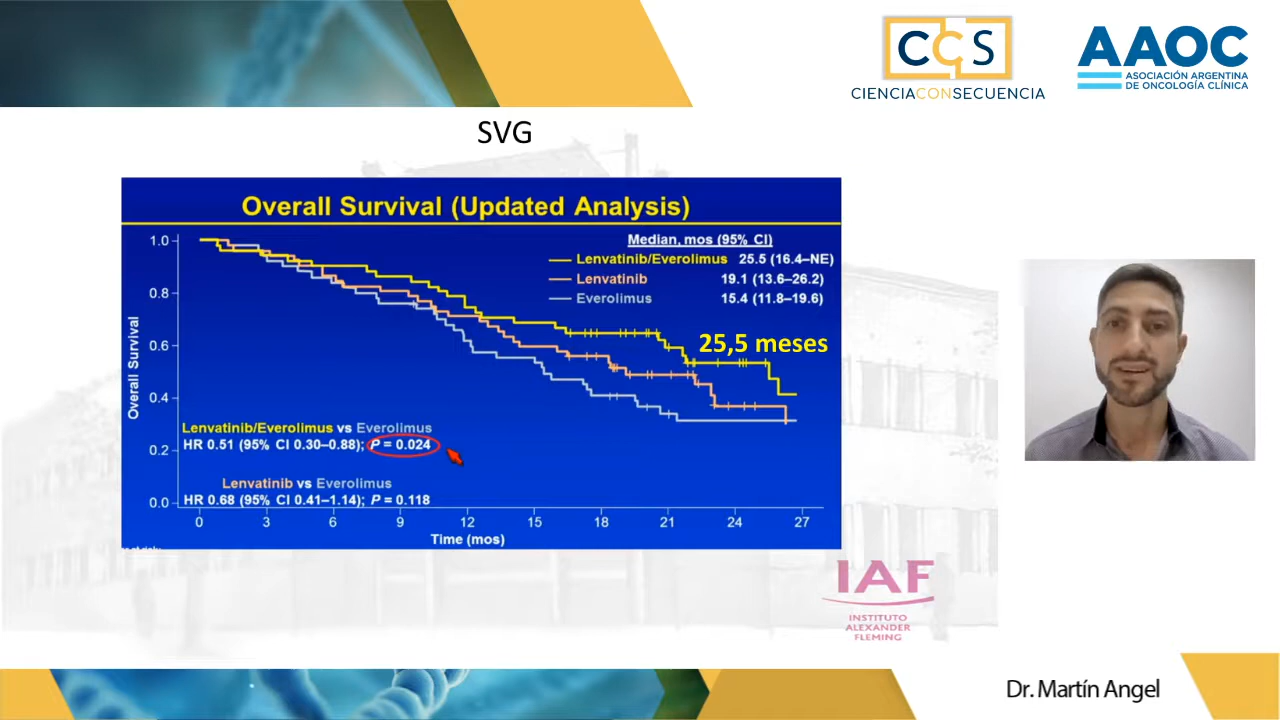 CCS
CIENCIACONSECUENCIA
AAOC
ASOCIACIÓN ARGENTINA
DE ONCOLOGÍA CLÍNICA
SVG
Overall Survival (Updated Analysis)
Median, mos (95% CI)
Lenvatinib/Everolimus 25.5 (16.4–NE)
Lenvatinib 19.1 (13.6–26.2)
Everolimus 15.4 (11.8–19.6)
25,5 meses
Overall Survival
1.0
0.8
0.6
0.4
0.2
0.0
Lenvatinib/Everolimus vs Everolimus
HR 0.51 (95% CI 0.30–0.88); P = 0.024
Lenvatinib vs Everolimus
HR 0.68 (95% CI 0.41–1.14); P = 0.118
0 3 6 9 12 15 18 21 24 27
Time (mos)
IAF
INSTITUTO
ALEXANDER
FLEMING
Dr. Martín Angel